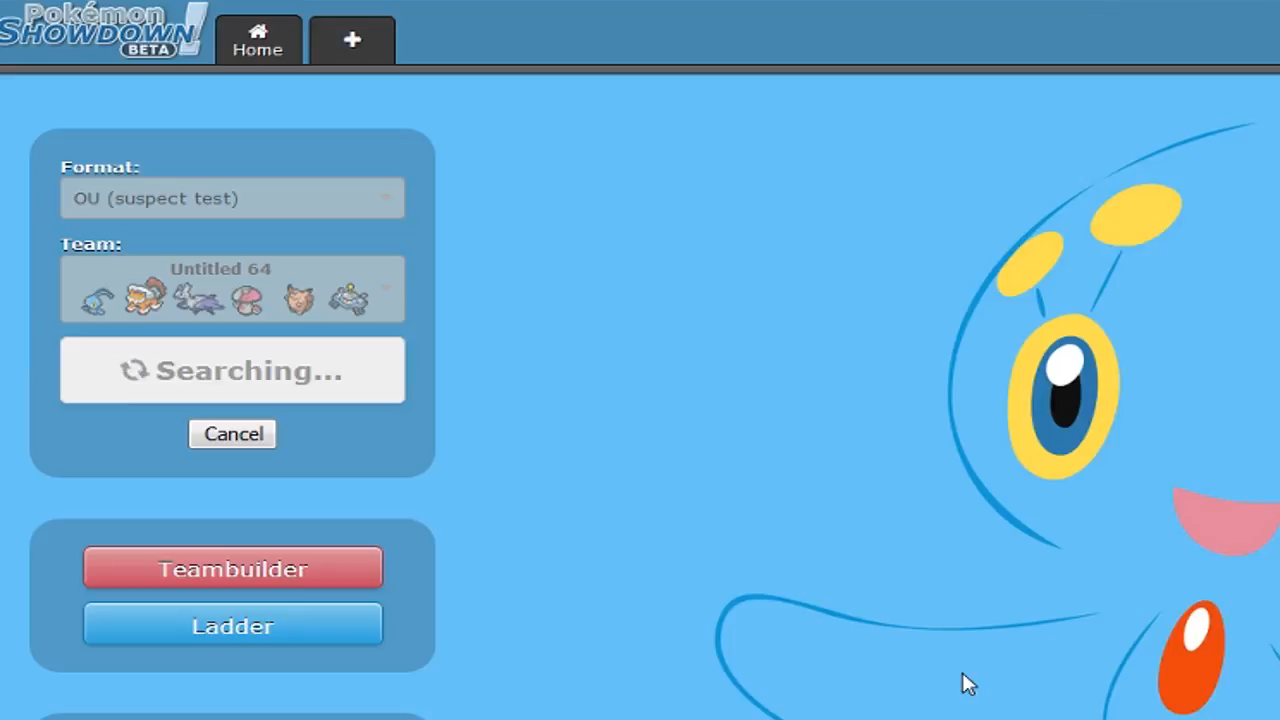 Pokémon
SHOWDOWN!
BETA
Home
Format:
OU (suspect test)
Team:
Untitled 64
Searching...
Cancel
Teambuilder
Ladder